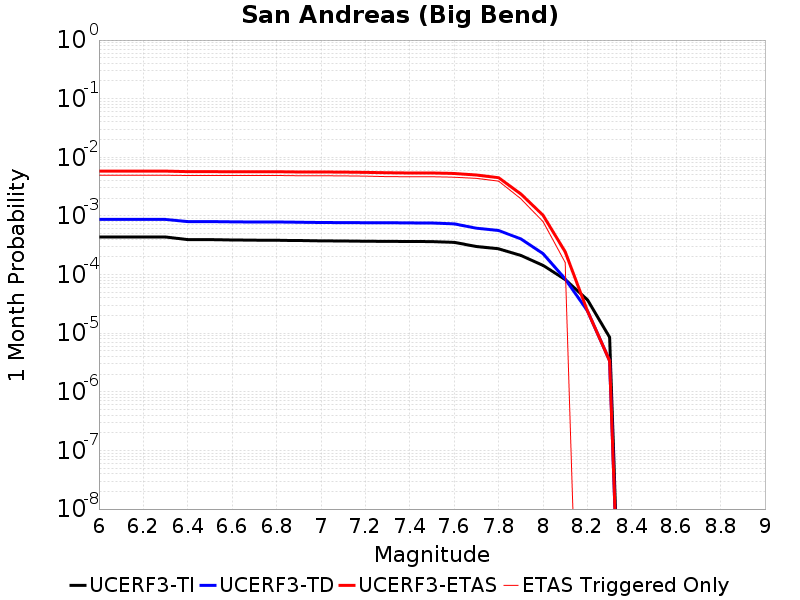 San Andreas (Big Bend)
10^0
10^-1
10^-2
10^-3
10^-4
10^-5
10^-6
10^-7
10^-8
1 Month Probability
6 6.2 6.4 6.6 6.8 7 7.2 7.4 7.6 7.8 8 8.2 8.4 8.6 8.8 9
Magnitude
UCERF3-TI UCERF3-TD UCERF3-ETAS ETAS Triggered Only